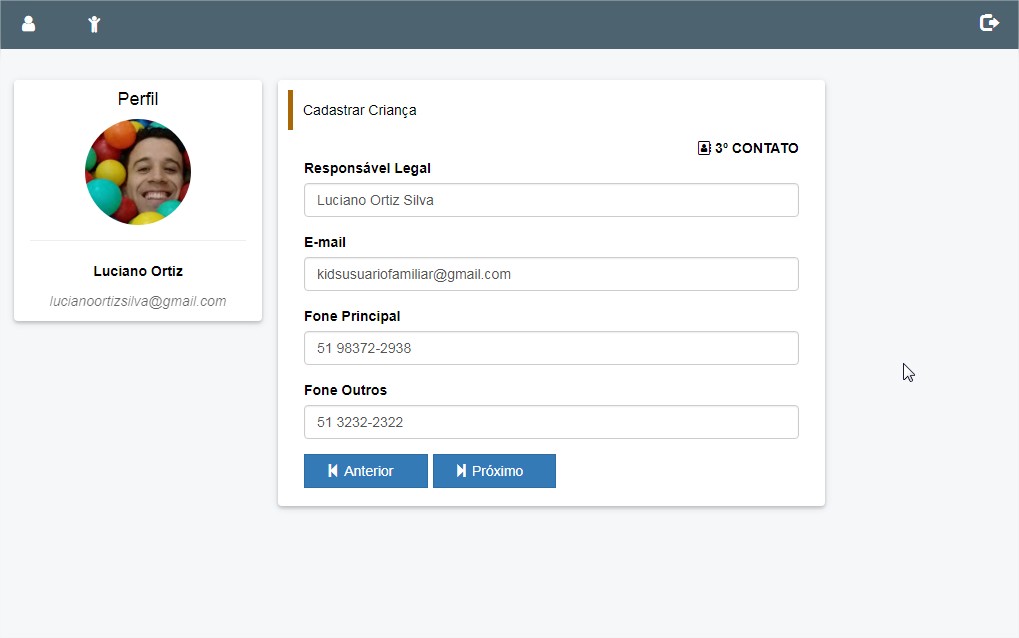 Perfil
Luciano Ortiz
lucianoortizsilva@gmail.com
Cadastrar Criança
3º CONTATO
Responsável Legal
Luciano Ortiz Silva
E-mail
kidsusuariofamiliar@gmail.com
Fone Principal
51 98372-2938
Fone Outros
51 3232-2322
Anterior Próximo